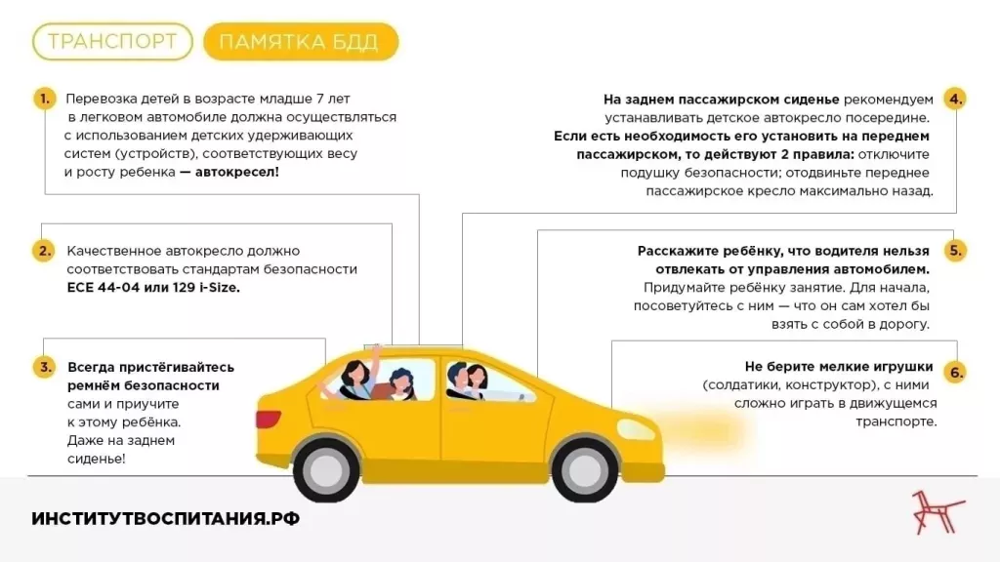 ТРАНСПОРТ
ПАМЯТКА БДД
1.
Перевозка детей в возрасте младше 7 лет
в легковом автомобиле должна осуществляться
с использованием детских удерживающих
систем (устройств), соответствующих весу
и росту ребенка — автокресел!
2.
Качественное автокресло должно
соответствовать стандартам безопасности
ЕСЕ 44-04 или 129 i-Size.
3.
Всегда пристёгивайтесь
ремнём безопасности
сами и приучите
к этому ребёнка.
Даже на заднем
сиденье!
4.
На заднем пассажирском сиденье рекомендуем
устанавливать детское автокресло посередине.
Если есть необходимость его установить на переднем
пассажирском, то действуют 2 правила: отключите
подушку безопасности; отодвиньте переднее
пассажирское кресло максимально назад.
5.
Расскажите ребёнку, что водителя нельзя
отвлекать от управления автомобилем.
Придумайте ребёнку занятие. Для начала,
посоветуйтесь с ним — что он сам хотел бы
взять с собой в дорогу.
6.
Не берите мелкие игрушки
(солдатики, конструктор), с ними
сложно играть в движущемся
транспорте.
ИНСТИТУТВОСПИТАНИЯ.РФ